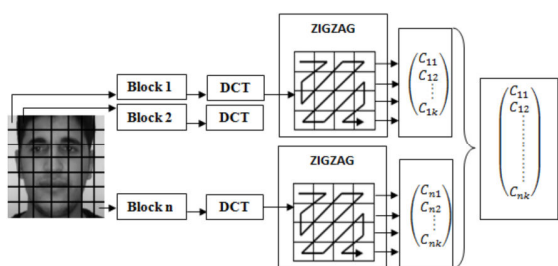 ZIGZAG
Block 1
DCT
Block 2
DCT
C₁₁
C₁₂
⋮
C₁ₖ
ZIGZAG
Block n
DCT
Cₙ₁
Cₙ₂
⋮
Cₙₖ
C₁₁
C₁₂
⋮
Cₙₖ